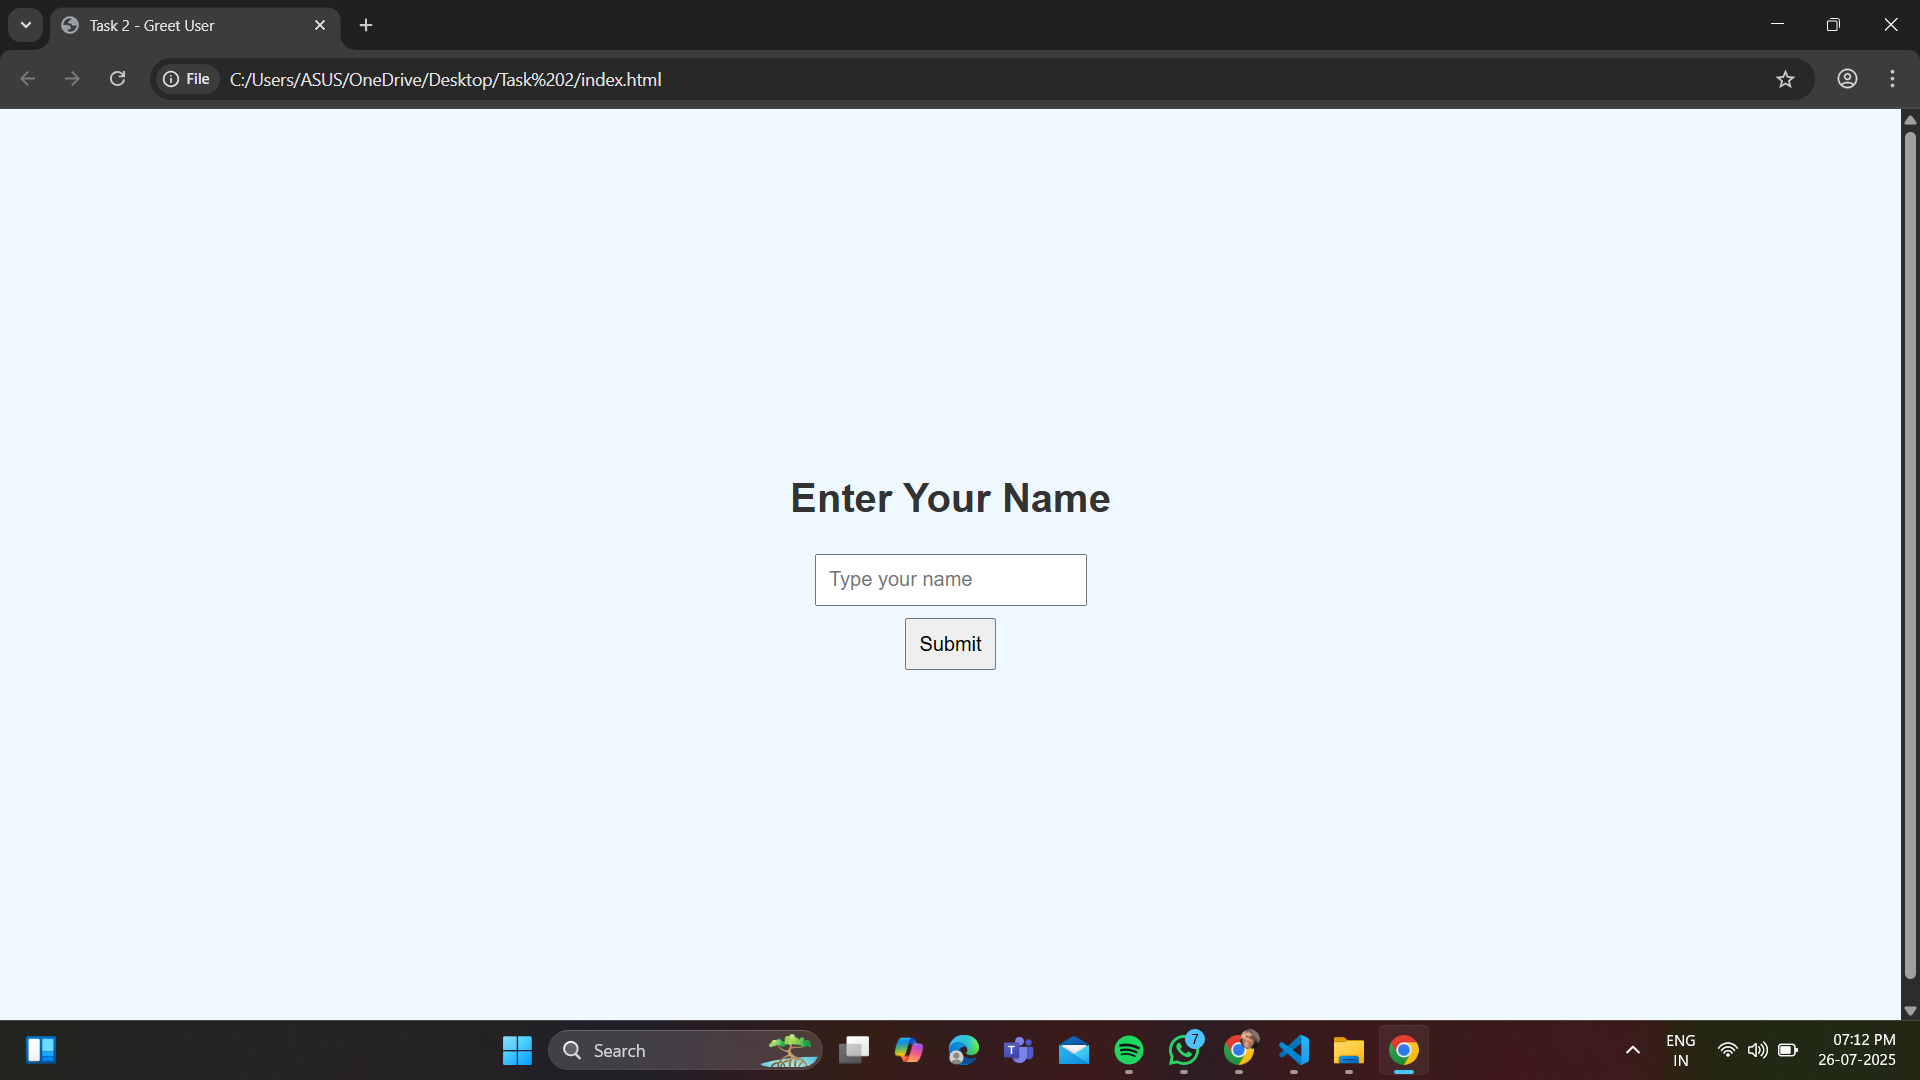 Task 2 - Greet User
File
C:/Users/ASUS/OneDrive/Desktop/Task%202/index.html
Enter Your Name
Type your name
Submit
Search
T
7
ENG
IN
07:12 PM
26-07-2025